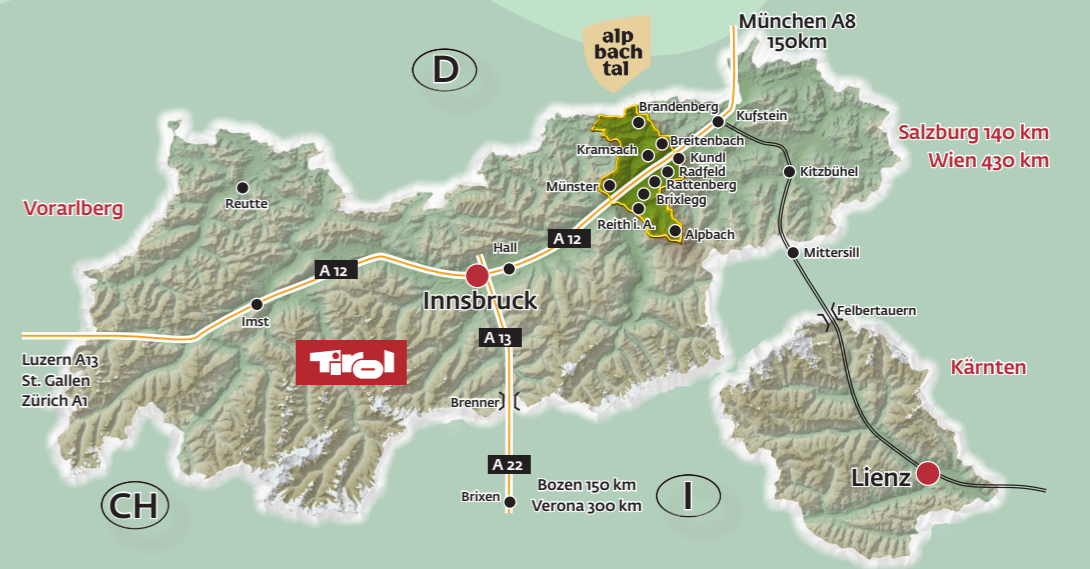 München A8
150km
alp
bach
tal
D
Brandenberg
Kufstein
Breitenbach
Kramsach
Kundl
Radfeld
Münster
Rattenberg
Brixlegg
Reith i. A.
Alpbach
Salzburg 140 km
Wien 430 km
Kitzbühel
Reutte
Vorarlberg
A 12
Hall
Mittersill
A 12
Innsbruck
Imst
Felbertauern
A 13
Tirol
Luzern A13
St. Gallen
Zürich A1
Kärnten
Brenner
A 22
Lienz
Bozen 150 km
Verona 300 km
Brixen
CH
I